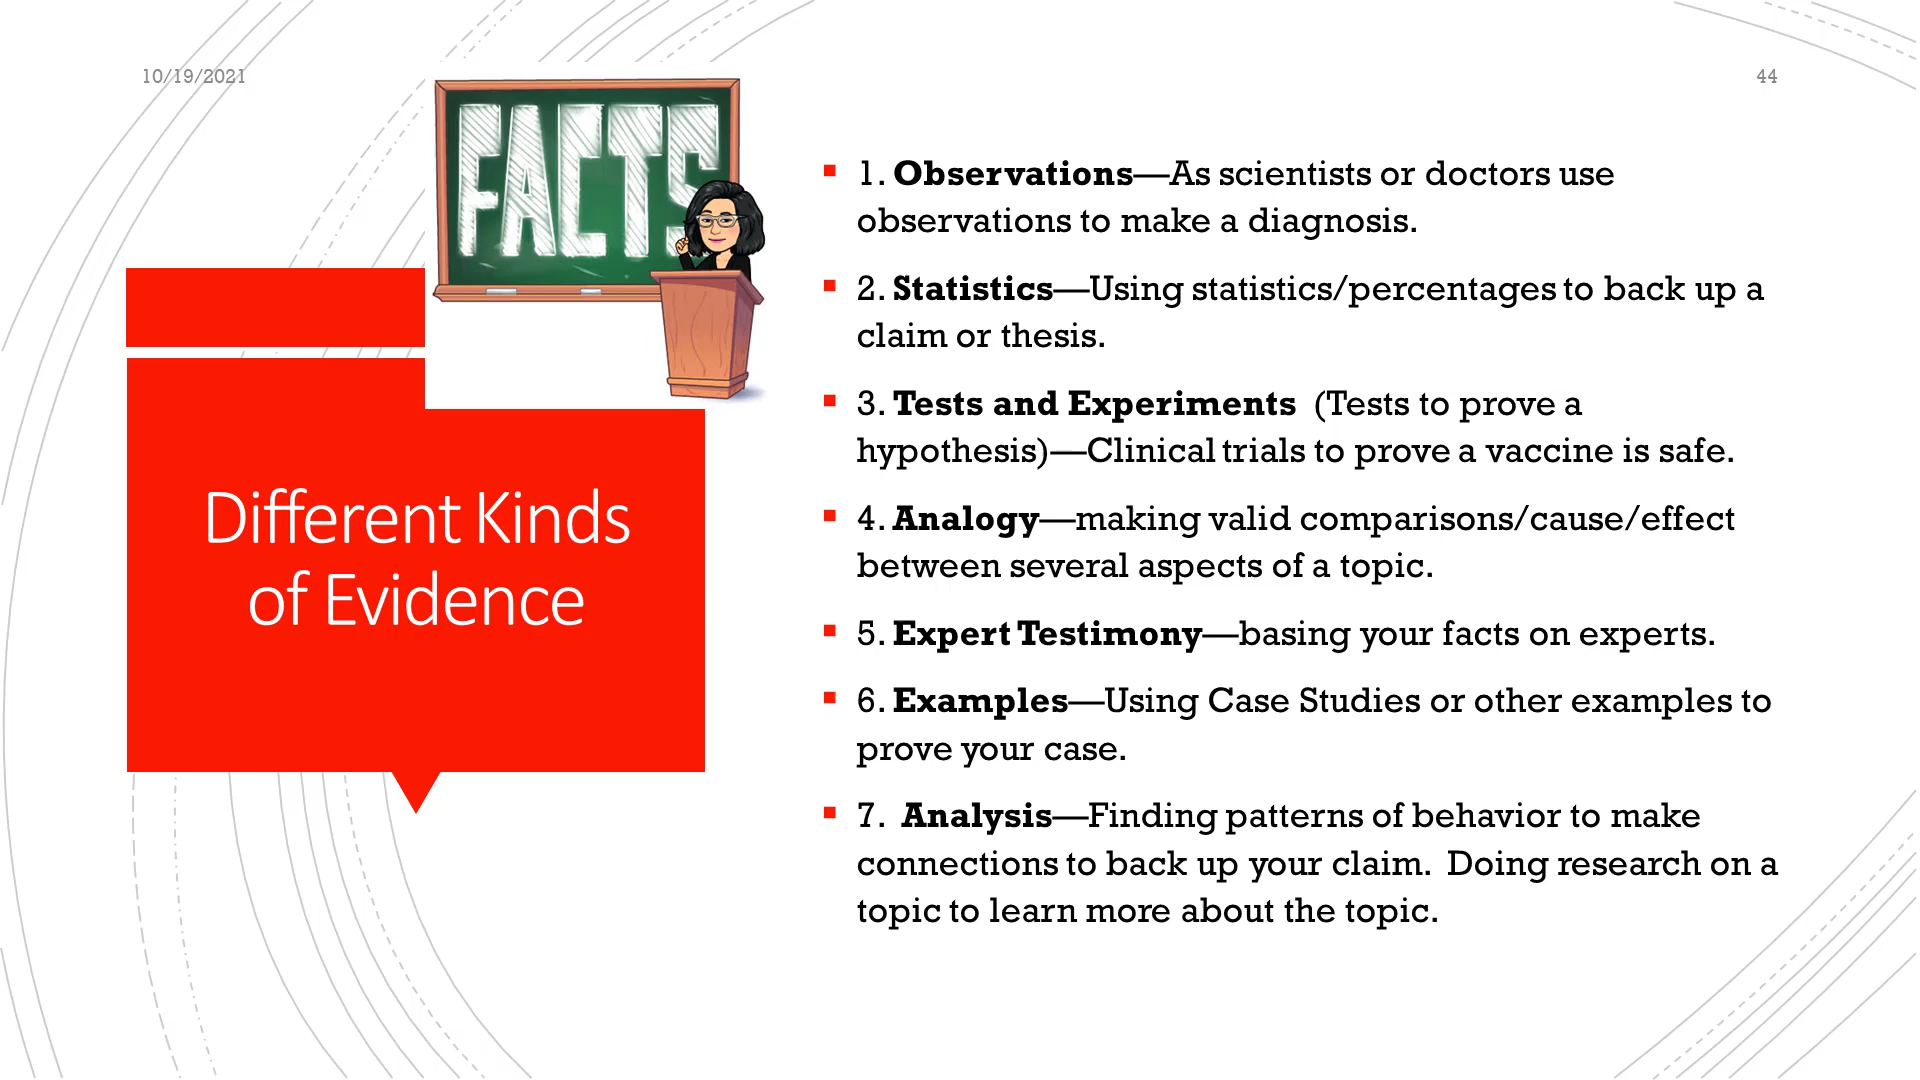 10/19/2021
44
FACTS
Different Kinds
of Evidence
1. Observations—As scientists or doctors use
observations to make a diagnosis.
2. Statistics—Using statistics/percentages to back up a
claim or thesis.
3. Tests and Experiments (Tests to prove a
hypothesis)—Clinical trials to prove a vaccine is safe.
4. Analogy—making valid comparisons/cause/effect
between several aspects of a topic.
5. Expert Testimony—basing your facts on experts.
6. Examples—Using Case Studies or other examples to
prove your case.
7. Analysis—Finding patterns of behavior to make
connections to back up your claim. Doing research on a
topic to learn more about the topic.